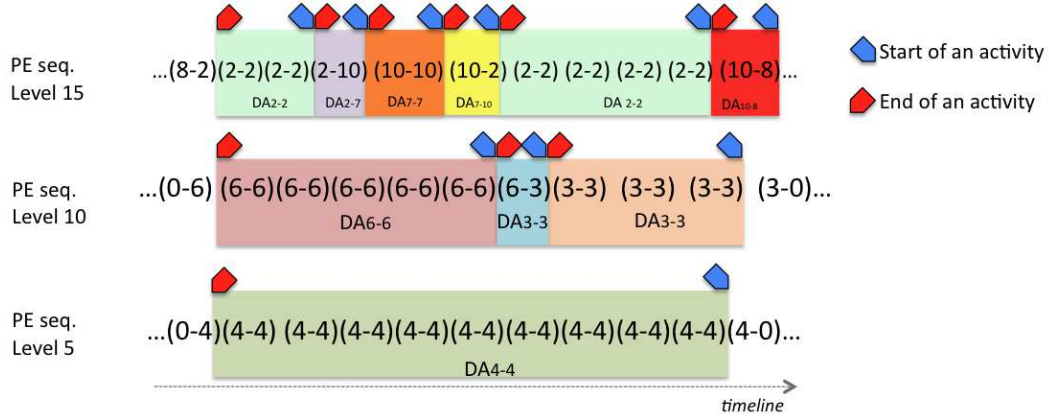 PE seq.
Level 15
...(8-2)(2-2)(2-2)(2-10) (10-10) (10-2) (2-2) (2-2) (2-2) (2-2) (10-8)...
DA2-2 DA2-7 DA7-7 DA7-10 DA 2-2 DA10-8
Start of an activity
End of an activity
PE seq.
Level 10
...(0-6) (6-6)(6-6)(6-6)(6-6)(6-6)(6-3)(3-3) (3-3) (3-3) (3-0)...
DA6-6 DA3-3 DA3-3
PE seq.
Level 5
...(0-4)(4-4) (4-4)(4-4)(4-4)(4-4)(4-4)(4-4)(4-4)(4-4)(4-0)...
DA4-4
timeline